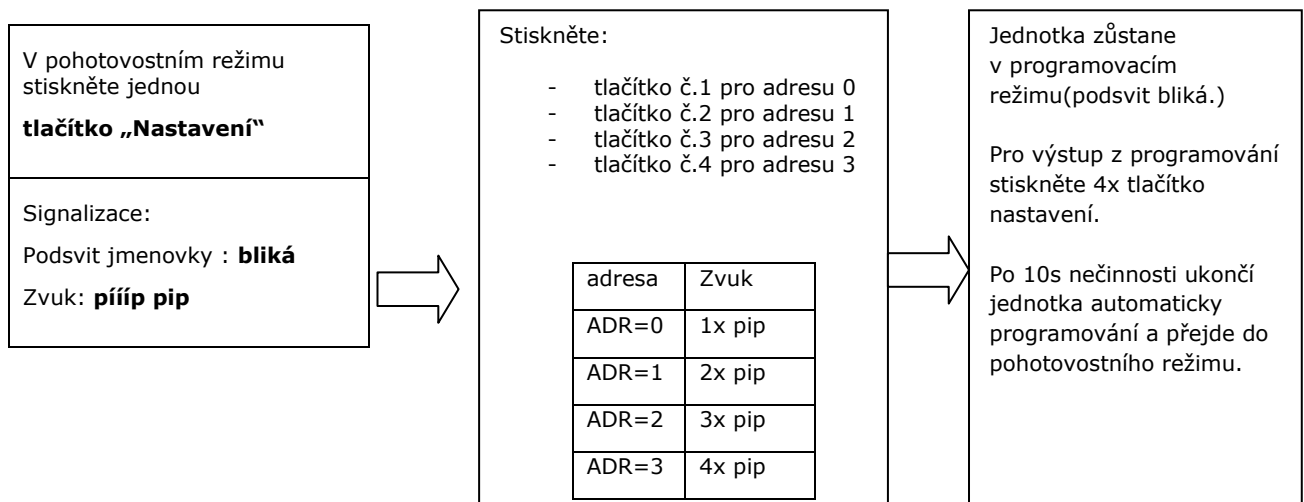 V pohotovostním režimu
stiskněte jednou
tlačítko „Nastavení“
Signalizace:
Podsvit jmenovky : bliká
Zvuk: pííp pip
Stiskněte:
- tlačítko č.1 pro adresu 0
- tlačítko č.2 pro adresu 1
- tlačítko č.3 pro adresu 2
- tlačítko č.4 pro adresu 3
adresa Zvuk
ADR=0 1x pip
ADR=1 2x pip
ADR=2 3x pip
ADR=3 4x pip
Jednotka zůstane
v programovacím
režimu(podsvit bliká.)
Pro výstup z programování
stiskněte 4x tlačítko
nastavení.
Po 10s nečinnosti ukončí
jednotka automaticky
programování a přejde do
pohotovostního režimu.